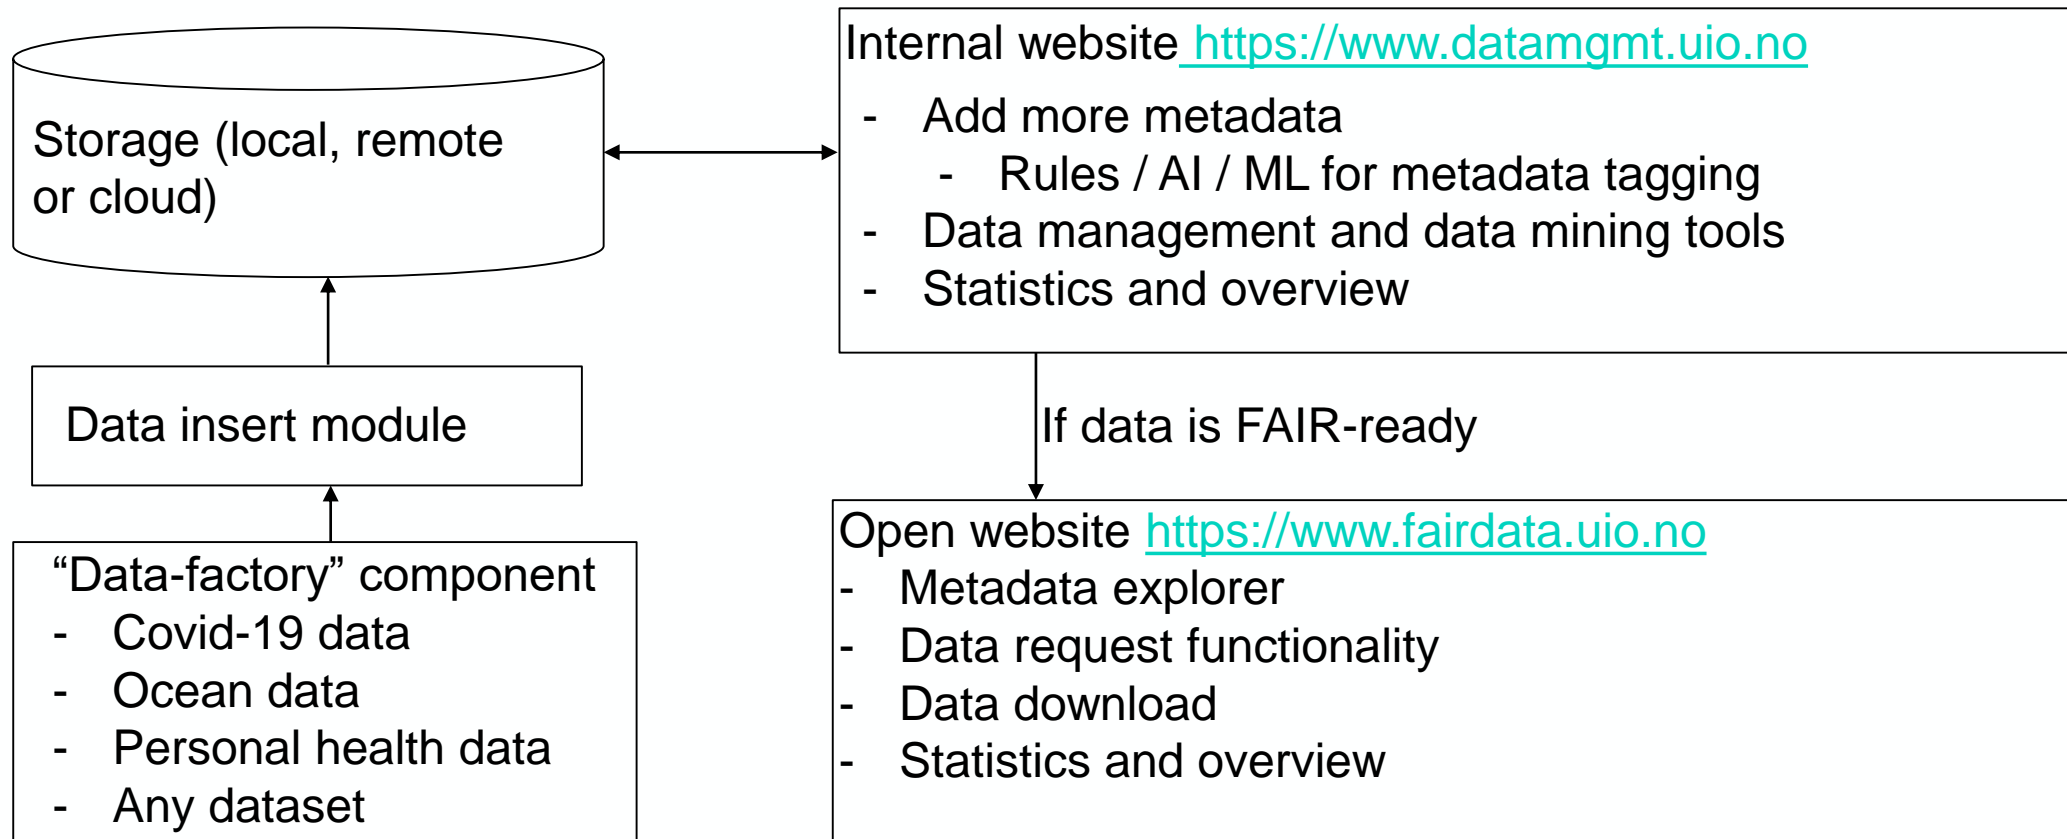 Storage (local, remote
or cloud)
Data insert module
“Data-factory” component
- Covid-19 data
- Ocean data
- Personal health data
- Any dataset
Internal website https://www.datamgmt.uio.no
- Add more metadata
- Rules / AI / ML for metadata tagging
- Data management and data mining tools
- Statistics and overview
If data is FAIR-ready
Open website https://www.fairdata.uio.no
- Metadata explorer
- Data request functionality
- Data download
- Statistics and overview